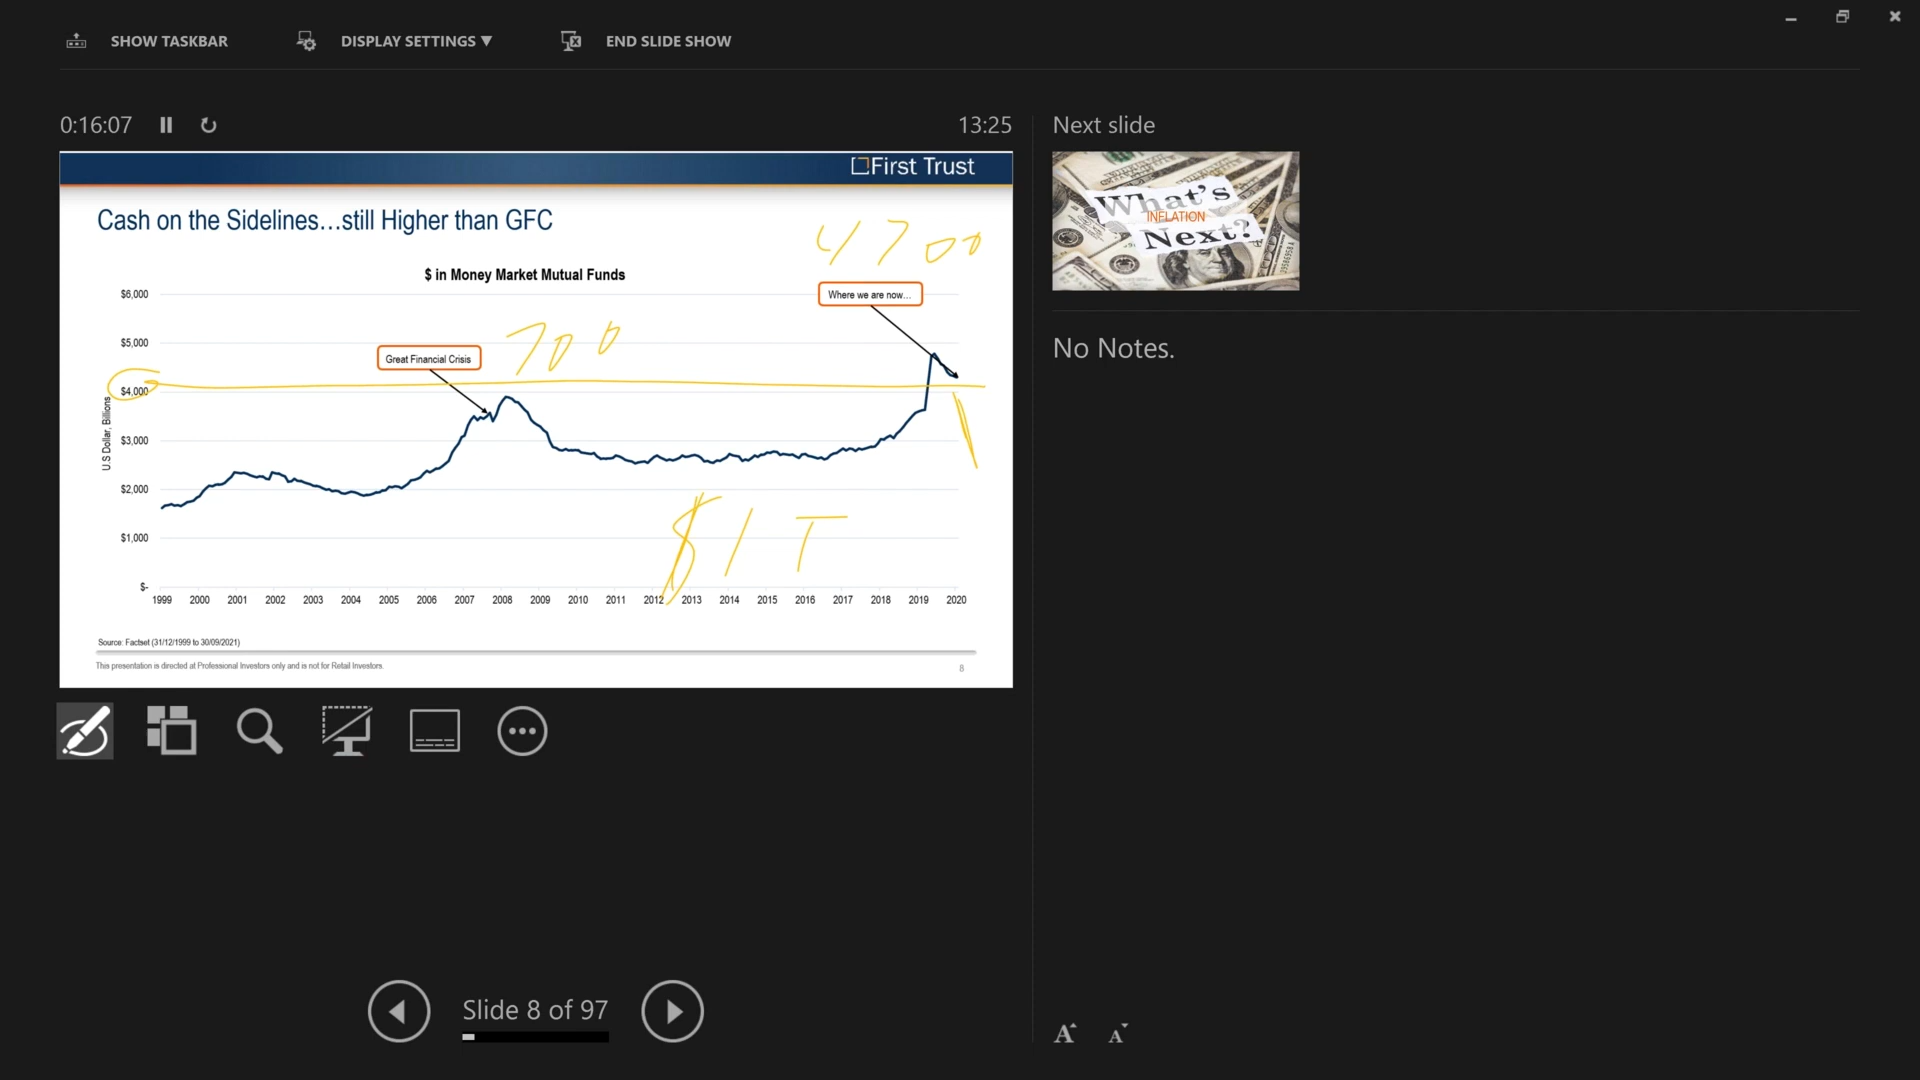 SHOW TASKBAR
DISPLAY SETTINGS ▼
END SLIDE SHOW
0:16:07
13:25
Next slide
First Trust
Cash on the Sidelines…still Higher than GFC
4700
$ in Money Market Mutual Funds
$6,000
Where we are now…
$5,000
700
Great Financial Crisis
$4,000
U.S Dollar, Billions
$3,000
$2,000
$1 T
$1,000
$-
1999 2000 2001 2002 2003 2004 2005 2006 2007 2008 2009 2010 2011 2012 2013 2014 2015 2016 2017 2018 2019 2020
Source: Factset (31/12/1999 to 30/09/2021)
This presentation is directed at Professional Investors only and is not for Retail Investors.
8
What's
INFLATION
Next?
No Notes.
Slide 8 of 97
A A